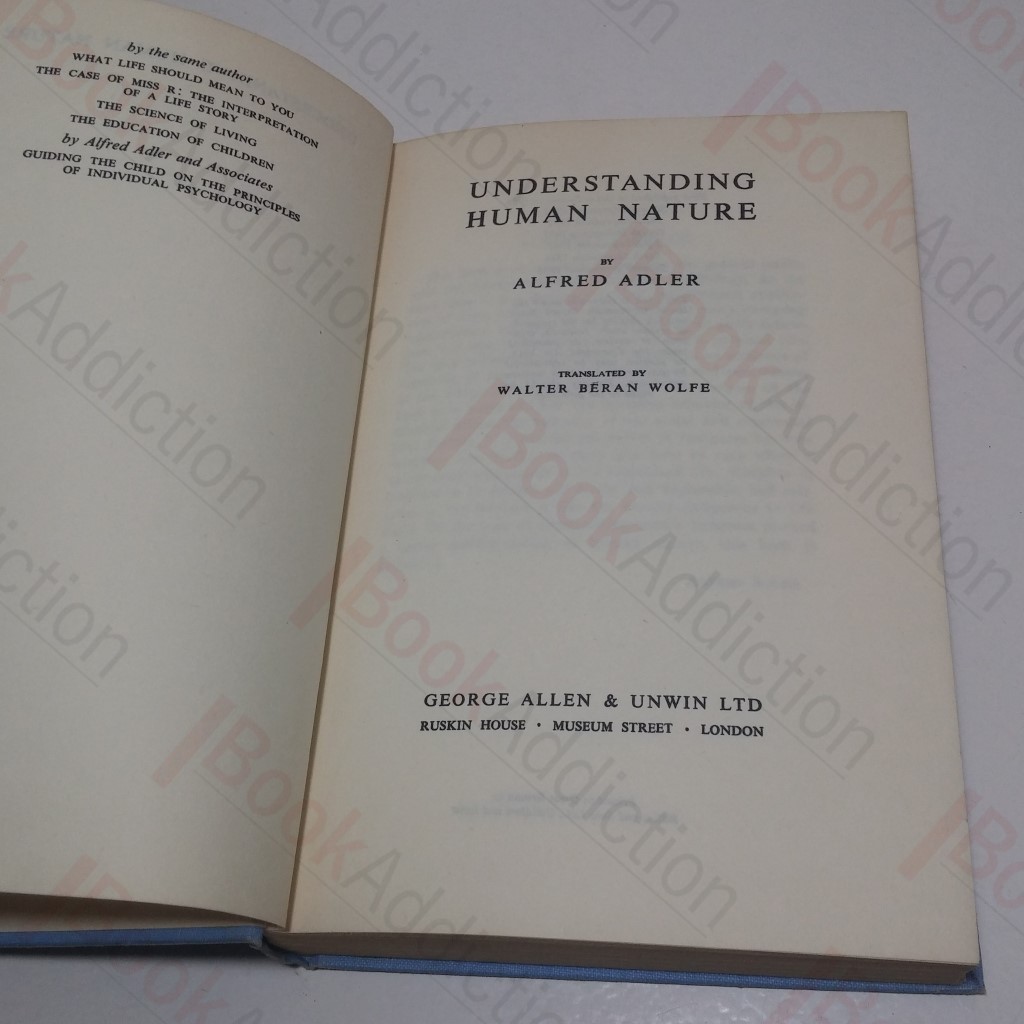 by the same author
WHAT LIFE SHOULD MEAN TO YOU
THE CASE OF MISS R: THE INTERPRETATION
OF A LIFE STORY
THE SCIENCE OF LIVING
THE EDUCATION OF CHILDREN
by Alfred Adler and Associates
GUIDING THE CHILD ON THE PRINCIPLES
OF INDIVIDUAL PSYCHOLOGY
UNDERSTANDING
HUMAN NATURE
BY
ALFRED ADLER
TRANSLATED BY
WALTER BĒRAN WOLFE
GEORGE ALLEN & UNWIN LTD
RUSKIN HOUSE · MUSEUM STREET · LONDON
BookAddiction